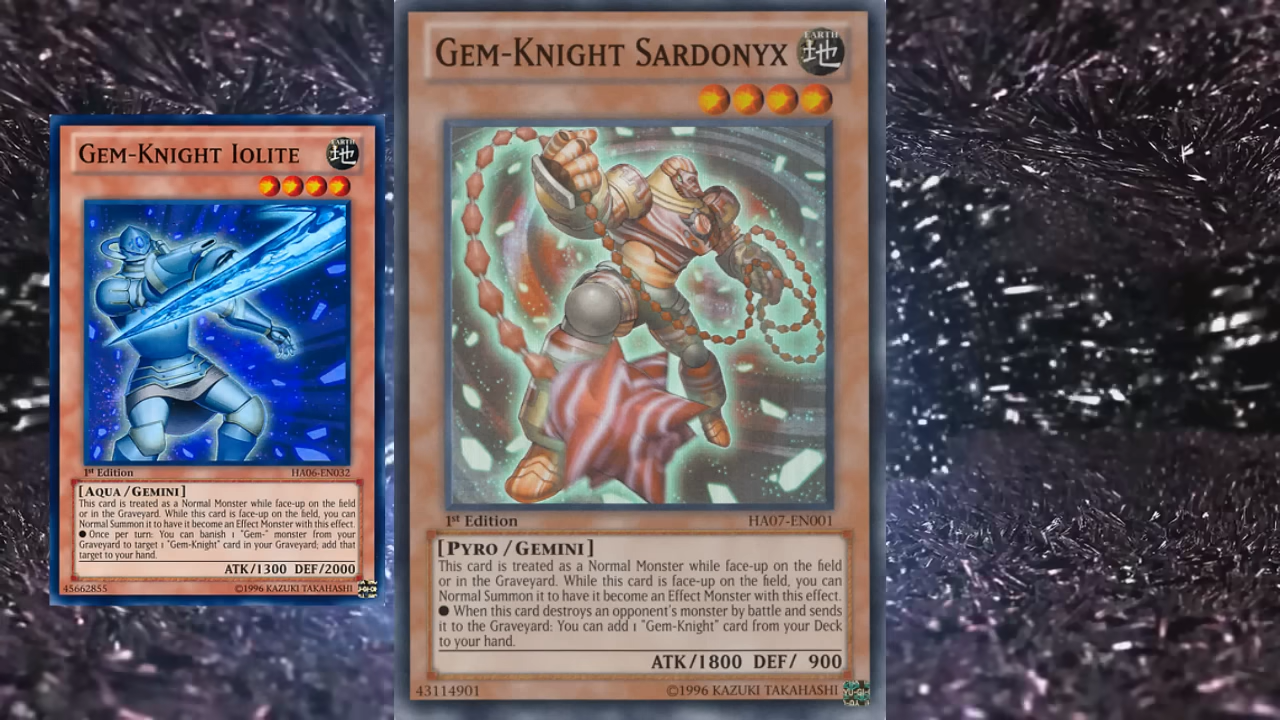 GEM-KNIGHT IOLITE
EARTH
地
1st Edition
HA06-EN032
[AQUA/GEMINI]
This card is treated as a Normal Monster while face-up on the field
or in the Graveyard. While this card is face-up on the field, you can
Normal Summon it to have it become an Effect Monster with this effect.
● Once per turn: You can banish 1 "Gem-" monster from your
Graveyard to target 1 "Gem-Knight" card in your Graveyard; add that
target to your hand.
ATK/1300 DEF/2000
45662855
©1996 KAZUKI TAKAHASHI
GEM-KNIGHT SARDONYX
EARTH
地
1st Edition
HA07-EN001
[PYRO/GEMINI]
This card is treated as a Normal Monster while face-up on the field
or in the Graveyard. While this card is face-up on the field, you can
Normal Summon it to have it become an Effect Monster with this effect.
● When this card destroys an opponent's monster by battle and sends
it to the Graveyard: You can add 1 "Gem-Knight" card from your Deck
to your hand.
ATK/1800 DEF/ 900
43114901
©1996 KAZUKI TAKAHASHI